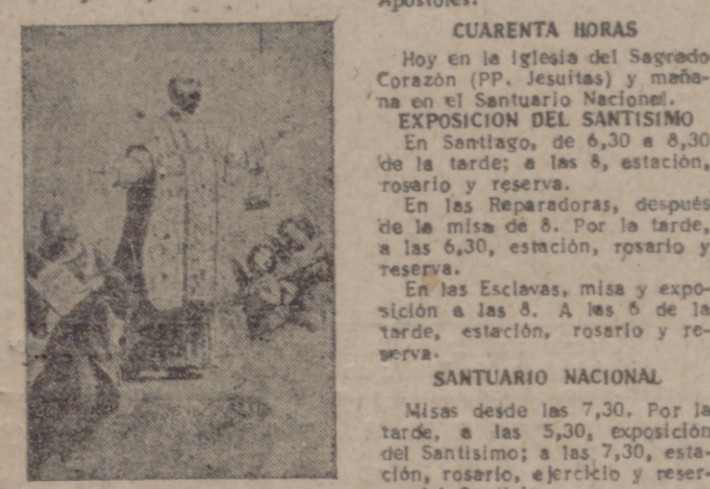 Apóstoles.
CUARENTA HORAS
Hoy en la iglesia del Sagrado
Corazón (PP. Jesuitas) y maña-
na en el Santuario Nacional.
EXPOSICION DEL SANTISIMO
En Santiago, de 6,30 a 8,30
de la tarde; a las 8, estación,
rosario y reserva.
En las Reparadoras, después
de la misa de 8. Por la tarde,
a las 6,30, estación, rosario y
reserva.
En las Esclavas, misa y expo-
sición a las 8. A las 6 de la
tarde, estación, rosario y re-
serva.
SANTUARIO NACIONAL
Misas desde las 7,30. Por la
tarde, a las 5,30, exposición
del Santísimo; a las 7,30, esta-
ción, rosario, ejercicio y reser-